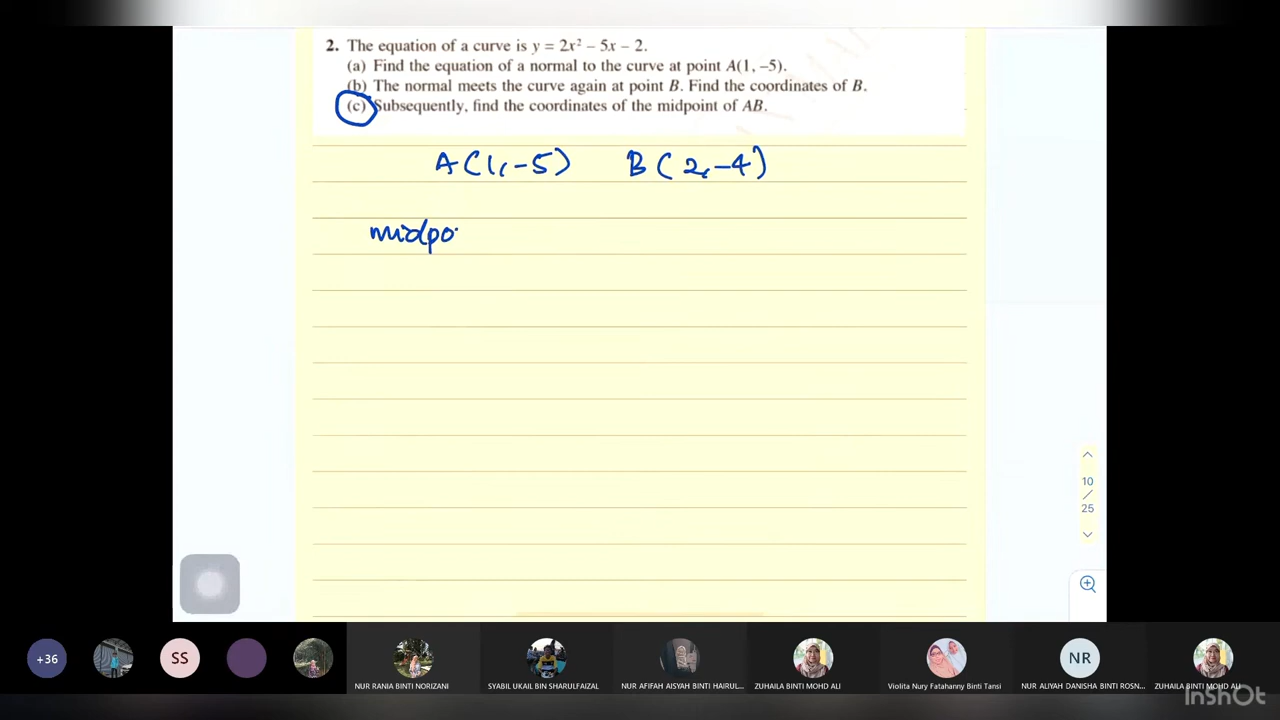 2. The equation of a curve is y = 2x² – 5x – 2.
(a) Find the equation of a normal to the curve at point A(1, –5).
(b) The normal meets the curve again at point B. Find the coordinates of B.
(c) Subsequently, find the coordinates of the midpoint of AB.
A(1, -5) B(2, -4)
midpo
10
/
25
+36
SS
NR
NUR RANIA BINTI NORIZANI
SYABIL UKAIL BIN SHARULFAIZAL
NUR AFIFAH AISYAH BINTI HAIRUL...
ZUHAILA BINTI MOHD ALI
Violita Nury Fatahanny Binti Tansi
NUR ALIYAH DANISHA BINTI ROSN...
ZUHAILA BINTI MOHD ALI
InShOt